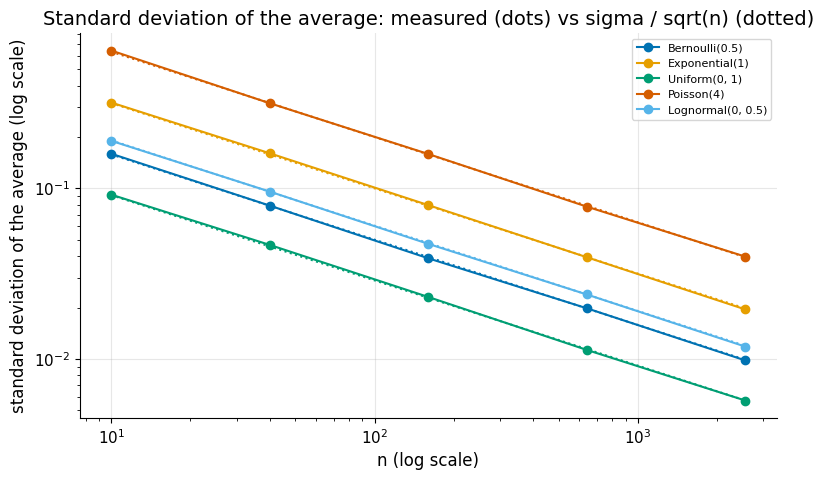 Standard deviation of the average: measured (dots) vs sigma / sqrt(n) (dotted)
standard deviation of the average (log scale)
10⁻¹
10⁻²
Bernoulli(0.5)
Exponential(1)
Uniform(0, 1)
Poisson(4)
Lognormal(0, 0.5)
10¹ 10² 10³
n (log scale)